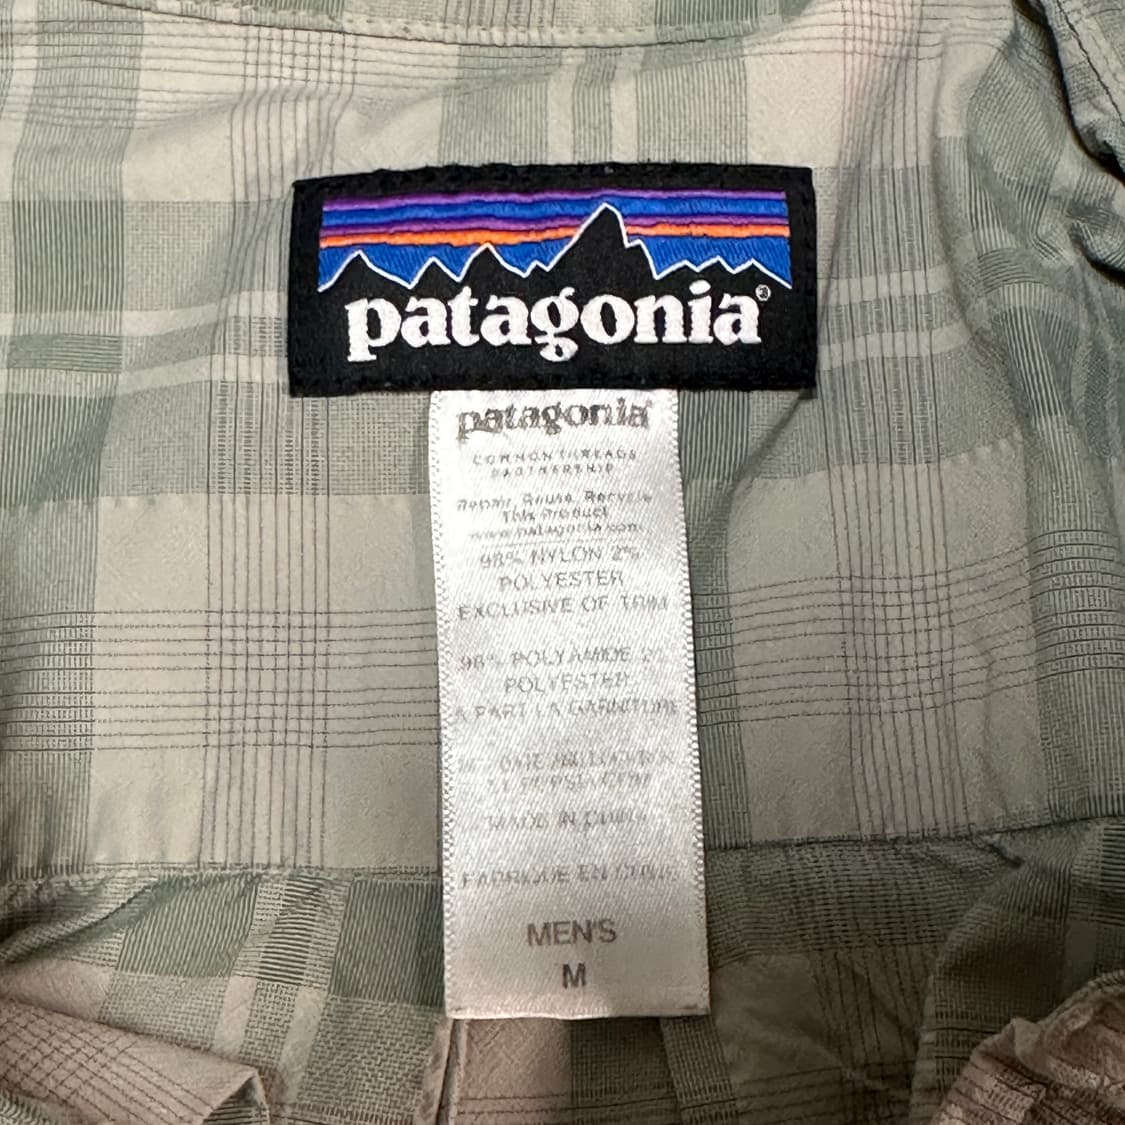 patagonia®
patagonia®
COMMON THREADS
PARTNERSHIP
Repair, Reuse, Recycle
This Product
www.patagonia.com
98% NYLON 2%
POLYESTER
EXCLUSIVE OF TRIM
98% POLYAMIDE 2%
POLYESTER
A PART LA GARNITURE
MADE IN CHINA
FABRIQUE EN CHINE
MEN'S
M